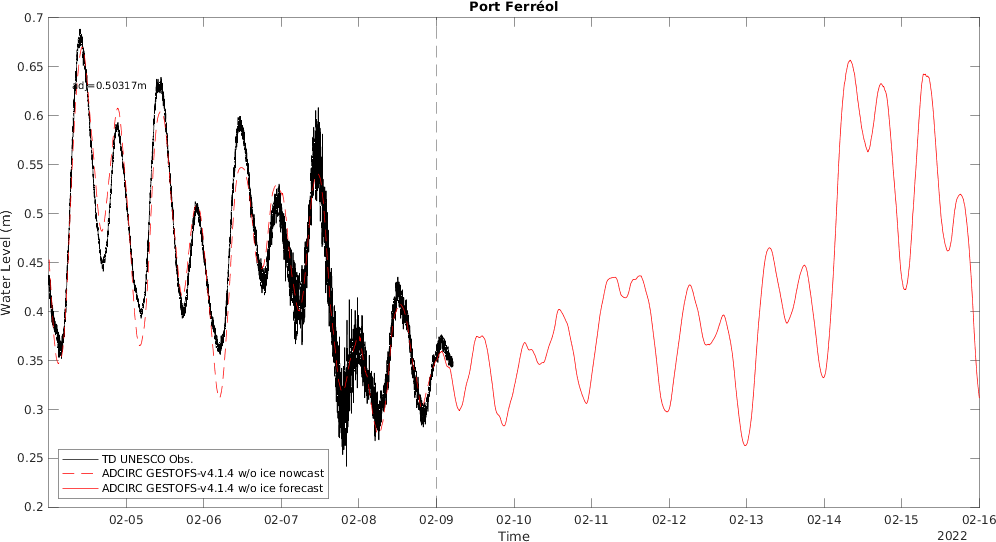 Port Ferréol
0.7
0.65
0.6
0.55
0.5
0.45
0.4
0.35
0.3
0.25
0.2
Water Level (m)
=0.50317m
TD UNESCO Obs.
ADCIRC GESTOFS-v4.1.4 w/o ice nowcast
ADCIRC GESTOFS-v4.1.4 w/o ice forecast
02-05 02-06 02-07 02-08 02-09 02-10 02-11 02-12 02-13 02-14 02-15 02-16
Time
2022